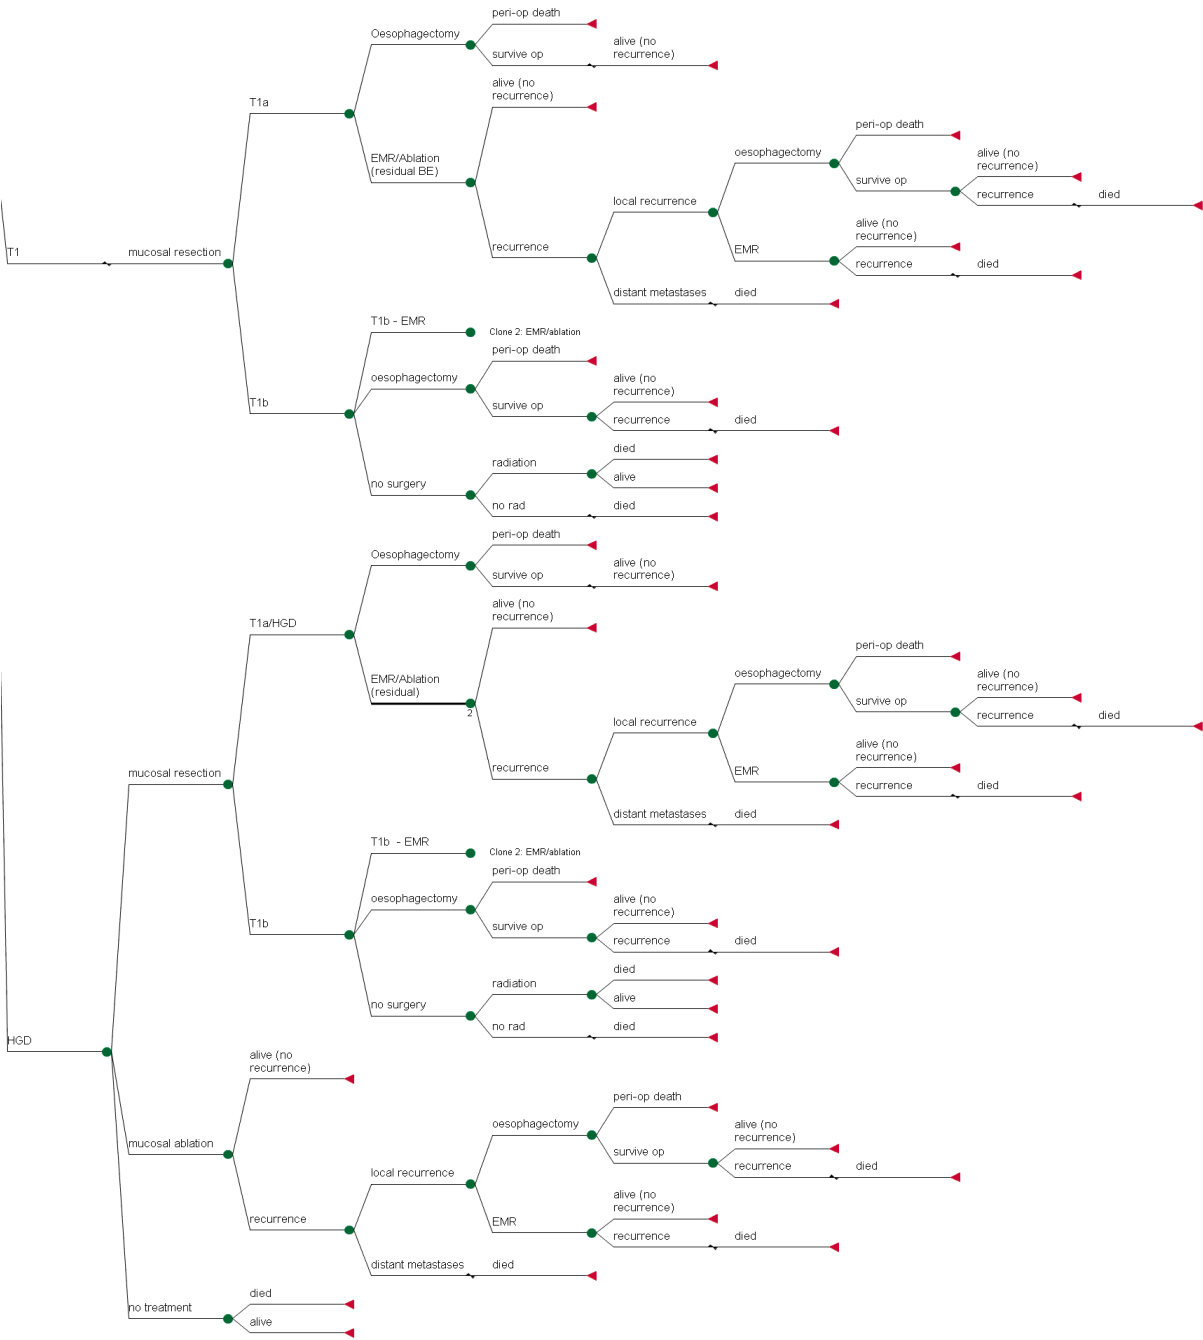 peri-op death
Oesophagectomy
survive op
alive (no
recurrence)
T1a
alive (no
recurrence)
EMR/Ablation
(residual BE)
peri-op death
oesophagectomy
alive (no
recurrence)
survive op
recurrence
died
local recurrence
alive (no
recurrence)
EMR
recurrence
died
recurrence
distant metastases
died
T1
mucosal resection
T1b - EMR
Clone 2: EMR/ablation
peri-op death
oesophagectomy
alive (no
recurrence)
survive op
recurrence
died
T1b
died
radiation
alive
no surgery
no rad
died
peri-op death
Oesophagectomy
survive op
alive (no
recurrence)
T1a/HGD
alive (no
recurrence)
EMR/Ablation
(residual)
2
peri-op death
oesophagectomy
alive (no
recurrence)
survive op
recurrence
died
local recurrence
alive (no
recurrence)
EMR
recurrence
died
recurrence
distant metastases
died
mucosal resection
T1b - EMR
Clone 2: EMR/ablation
peri-op death
oesophagectomy
alive (no
recurrence)
survive op
recurrence
died
T1b
died
radiation
alive
no surgery
no rad
died
HGD
alive (no
recurrence)
mucosal ablation
peri-op death
oesophagectomy
alive (no
recurrence)
survive op
recurrence
died
local recurrence
alive (no
recurrence)
EMR
recurrence
died
recurrence
distant metastases
died
no treatment
died
alive